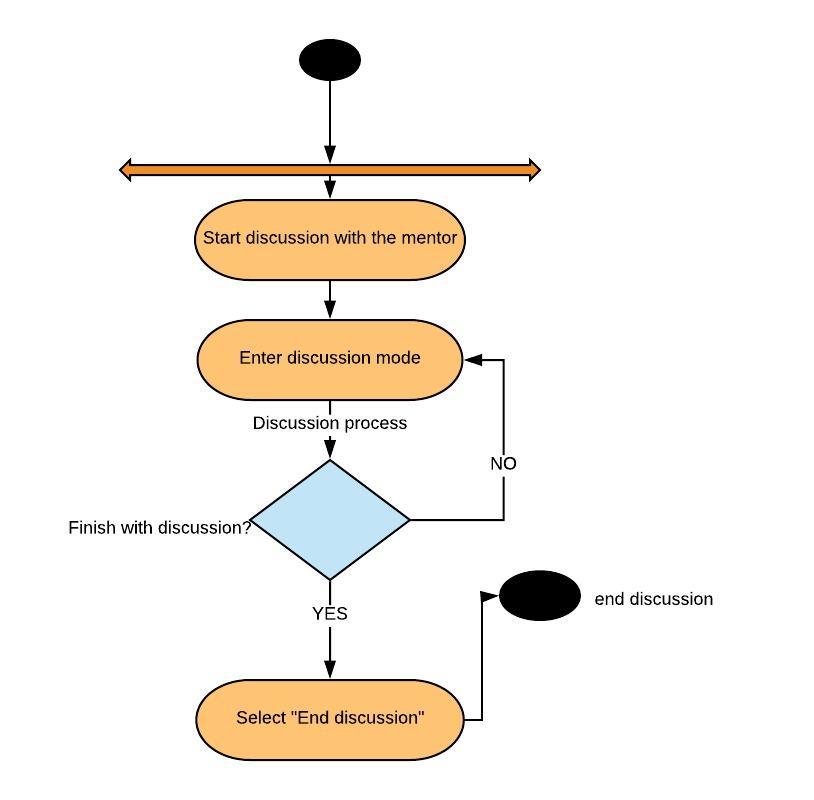 Start discussion with the mentor
Enter discussion mode
Discussion process
NO
Finish with discussion?
YES
end discussion
Select "End discussion"